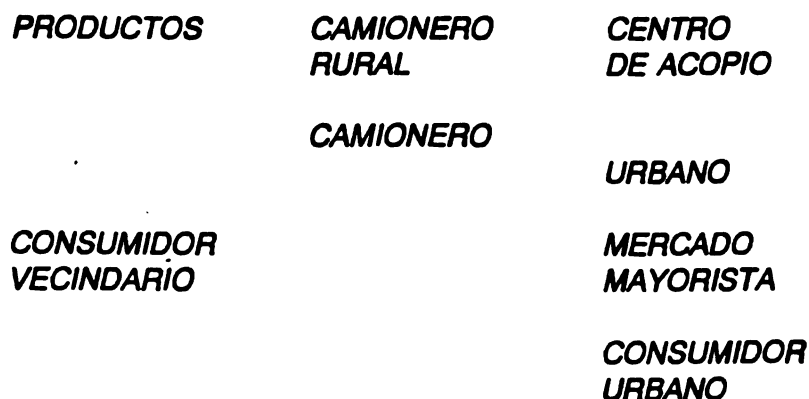 PRODUCTOS CAMIONERO CENTRO
RURAL DE ACOPIO
CAMIONERO
URBANO
CONSUMIDOR MERCADO
VECINDARIO MAYORISTA
CONSUMIDOR
URBANO